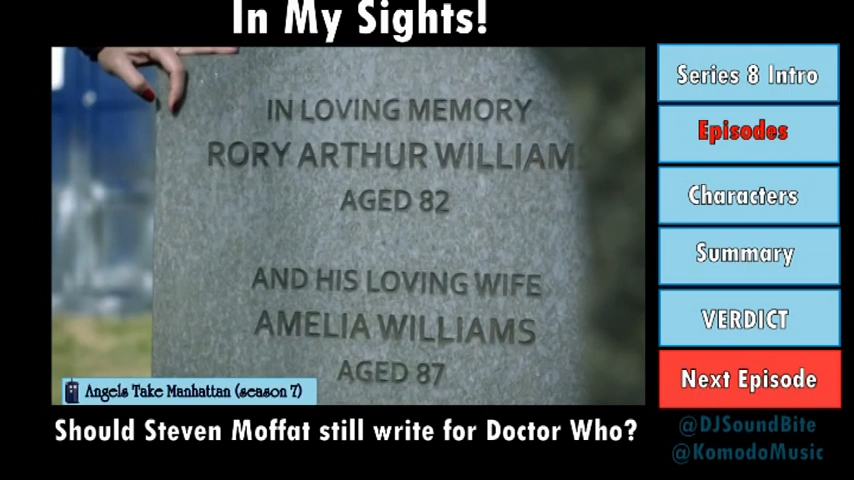 In My Sights!
IN LOVING MEMORY
RORY ARTHUR WILLIAMS
AGED 82
AND HIS LOVING WIFE
AMELIA WILLIAMS
AGED 87
Angels Take Manhattan (season 7)
Should Steven Moffat still write for Doctor Who?
Series 8 Intro
Episodes
Characters
Summary
VERDICT
Next Episode
@DJSoundBite
@KomodoMusic